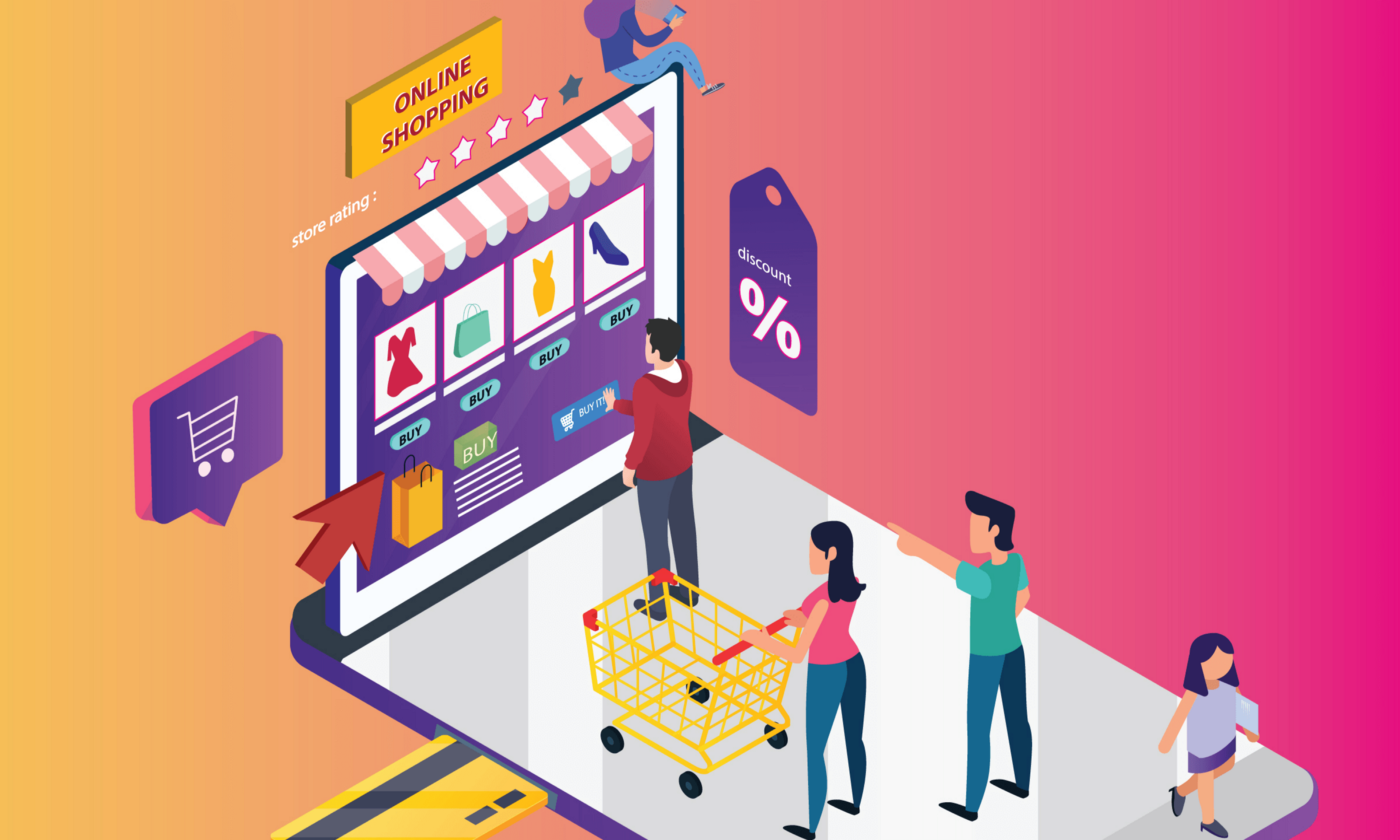 ONLINE
SHOPPING
store rating :
discount
%
BUY
BUY
BUY
BUY
BUY
BUY IT!